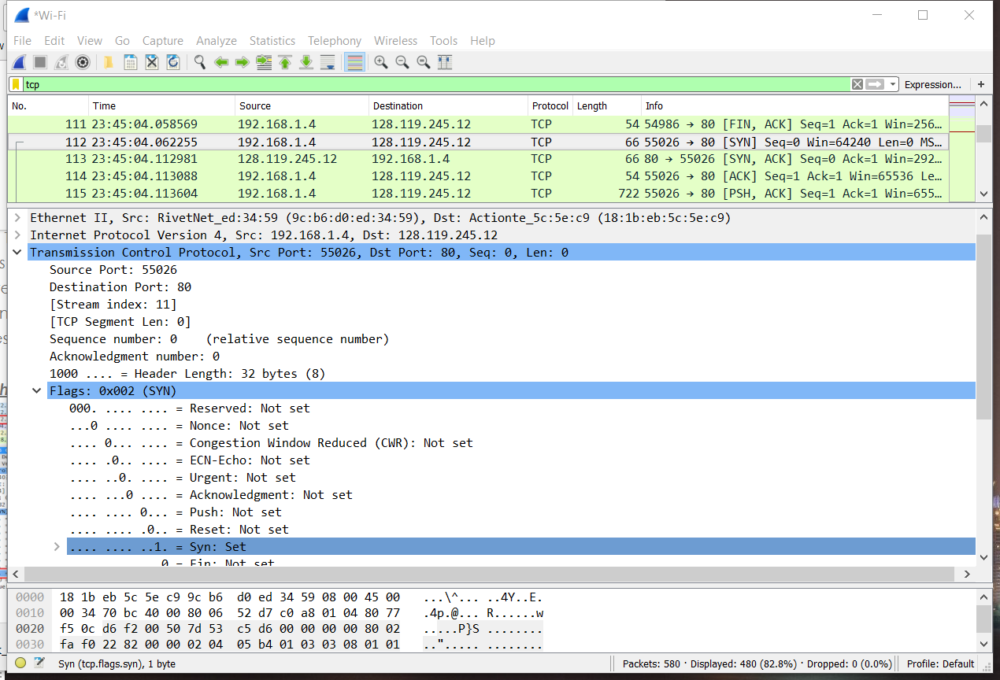 *Wi-Fi
File Edit View Go Capture Analyze Statistics Telephony Wireless Tools Help
tcp Expression... +
No. Time Source Destination Protocol Length Info
111 23:45:04.058569 192.168.1.4 128.119.245.12 TCP 54 54986 → 80 [FIN, ACK] Seq=1 Ack=1 Win=256…
112 23:45:04.062255 192.168.1.4 128.119.245.12 TCP 66 55026 → 80 [SYN] Seq=0 Win=64240 Len=0 MS…
113 23:45:04.112981 128.119.245.12 192.168.1.4 TCP 66 80 → 55026 [SYN, ACK] Seq=0 Ack=1 Win=292…
114 23:45:04.113088 192.168.1.4 128.119.245.12 TCP 54 55026 → 80 [ACK] Seq=1 Ack=1 Win=65536 Le…
115 23:45:04.113604 192.168.1.4 128.119.245.12 TCP 722 55026 → 80 [PSH, ACK] Seq=1 Ack=1 Win=655…
Ethernet II, Src: RivetNet_ed:34:59 (9c:b6:d0:ed:34:59), Dst: Actionte_5c:5e:c9 (18:1b:eb:5c:5e:c9)
Internet Protocol Version 4, Src: 192.168.1.4, Dst: 128.119.245.12
Transmission Control Protocol, Src Port: 55026, Dst Port: 80, Seq: 0, Len: 0
Source Port: 55026
Destination Port: 80
[Stream index: 11]
[TCP Segment Len: 0]
Sequence number: 0    (relative sequence number)
Acknowledgment number: 0
1000 .... = Header Length: 32 bytes (8)
Flags: 0x002 (SYN)
000. .... .... = Reserved: Not set
...0 .... .... = Nonce: Not set
.... 0... .... = Congestion Window Reduced (CWR): Not set
.... .0.. .... = ECN-Echo: Not set
.... ..0. .... = Urgent: Not set
.... ...0 .... = Acknowledgment: Not set
.... .... 0... = Push: Not set
.... .... .0.. = Reset: Not set
.... .... ..1. = Syn: Set
0 = Fin: Not set
0000 18 1b eb 5c 5e c9 9c b6 d0 ed 34 59 08 00 45 00 ...\^... ..4Y..E.
0010 00 34 70 bc 40 00 80 06 52 d7 c0 a8 01 04 80 77 .4p.@... R......w
0020 f5 0c d6 f2 00 50 7d 53 c5 d6 00 00 00 00 80 02 .....P}S ........
0030 fa f0 22 82 00 00 02 04 05 b4 01 03 03 08 01 01 .."..... ........
Syn (tcp.flags.syn), 1 byte Packets: 580 · Displayed: 480 (82.8%) · Dropped: 0 (0.0%) Profile: Default